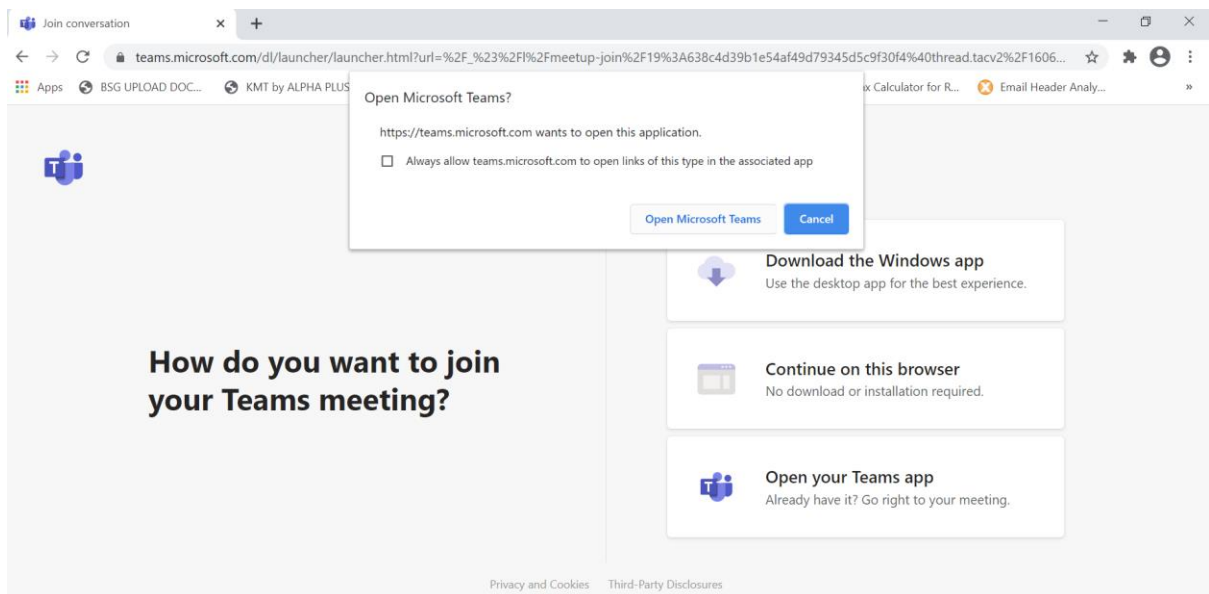 Join conversation
teams.microsoft.com/dl/launcher/launcher.html?url=%2F_%23%2Fl%2Fmeetup-join%2F19%3A638c4d39b1e54af49d79345d5c9f30f4%40thread.tacv2%2F1606...
Apps BSG UPLOAD DOC... KMT by ALPHA PLUS x Calculator for R... Email Header Analy... »
Open Microsoft Teams?
https://teams.microsoft.com wants to open this application.
Always allow teams.microsoft.com to open links of this type in the associated app
Open Microsoft Teams Cancel
Download the Windows app
Use the desktop app for the best experience.
How do you want to join
your Teams meeting?
Continue on this browser
No download or installation required.
Open your Teams app
Already have it? Go right to your meeting.
Privacy and Cookies Third-Party Disclosures